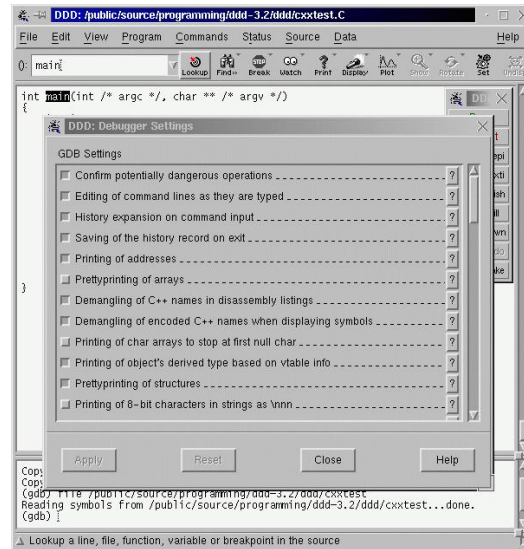 DDD: /public/source/programming/ddd-3.2/ddd/cxxtest.C
File Edit View Program Commands Status Source Data Help
(): main
Lookup Find» Break Watch Print Display Plot Show Rotate Set Undisp
int main(int /* argc */, char ** /* argv */)
{
DDD: Debugger Settings
GDB Settings
Confirm potentially dangerous operations ?
Editing of command lines as they are typed ?
History expansion on command input ?
Saving of the history record on exit ?
Printing of addresses ?
Prettyprinting of arrays ?
Demangling of C++ names in disassembly listings ?
Demangling of encoded C++ names when displaying symbols ?
Printing of char arrays to stop at first null char ?
Printing of object's derived type based on vtable info ?
Prettyprinting of structures ?
Printing of 8-bit characters in strings as \nnn ?
}
Apply Reset Close Help
Copy
Copy
(gdb) file /public/source/programming/ddd-3.2/ddd/cxxtest
Reading symbols from /public/source/programming/ddd-3.2/ddd/cxxtest...done.
(gdb)
Lookup a line, file, function, variable or breakpoint in the source